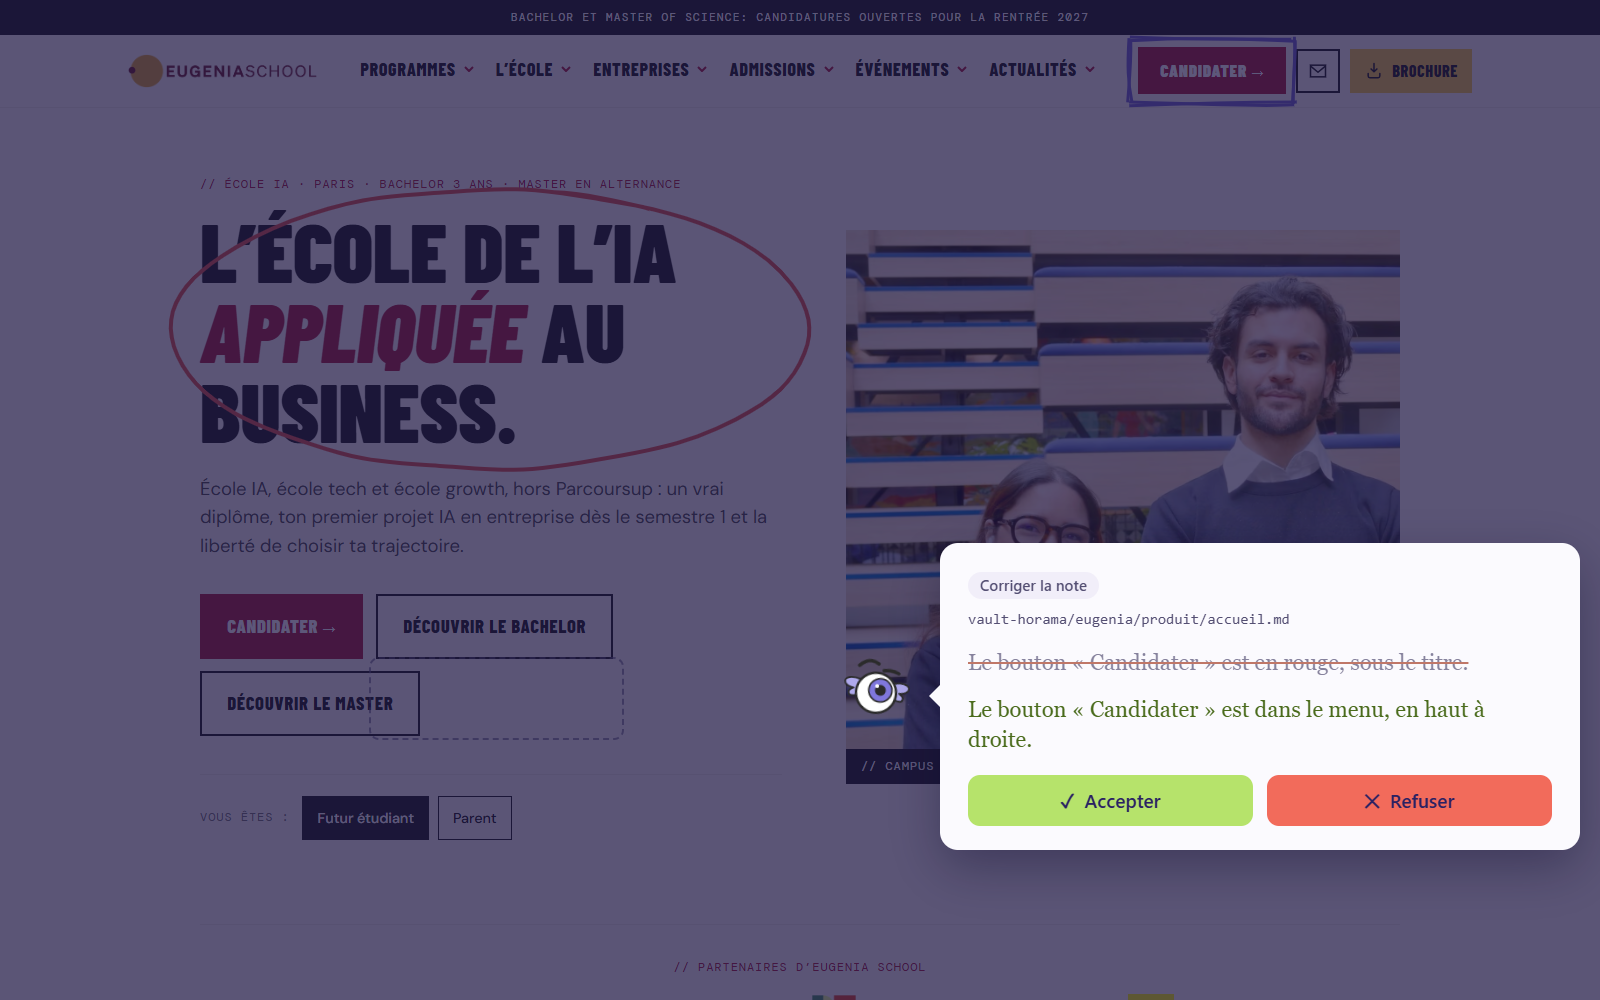 BACHELOR ET MASTER OF SCIENCE: CANDIDATURES OUVERTES POUR LA RENTRÉE 2027
EUGENIASCHOOL
PROGRAMMES
L’ÉCOLE
ENTREPRISES
ADMISSIONS
ÉVÉNEMENTS
ACTUALITÉS
CANDIDATER →
BROCHURE
// ÉCOLE IA · PARIS · BACHELOR 3 ANS · MASTER EN ALTERNANCE
L’ÉCOLE DE L’IA
APPLIQUÉE AU
BUSINESS.
École IA, école tech et école growth, hors Parcoursup : un vrai
diplôme, ton premier projet IA en entreprise dès le semestre 1 et la
liberté de choisir ta trajectoire.
CANDIDATER →
DÉCOUVRIR LE BACHELOR
DÉCOUVRIR LE MASTER
VOUS ÊTES :
Futur étudiant
Parent
// CAMPUS
Corriger la note
vault-horama/eugenia/produit/accueil.md
Le bouton « Candidater » est en rouge, sous le titre.
Le bouton « Candidater » est dans le menu, en haut à
droite.
✓ Accepter
✕ Refuser
// PARTENAIRES D’EUGENIA SCHOOL